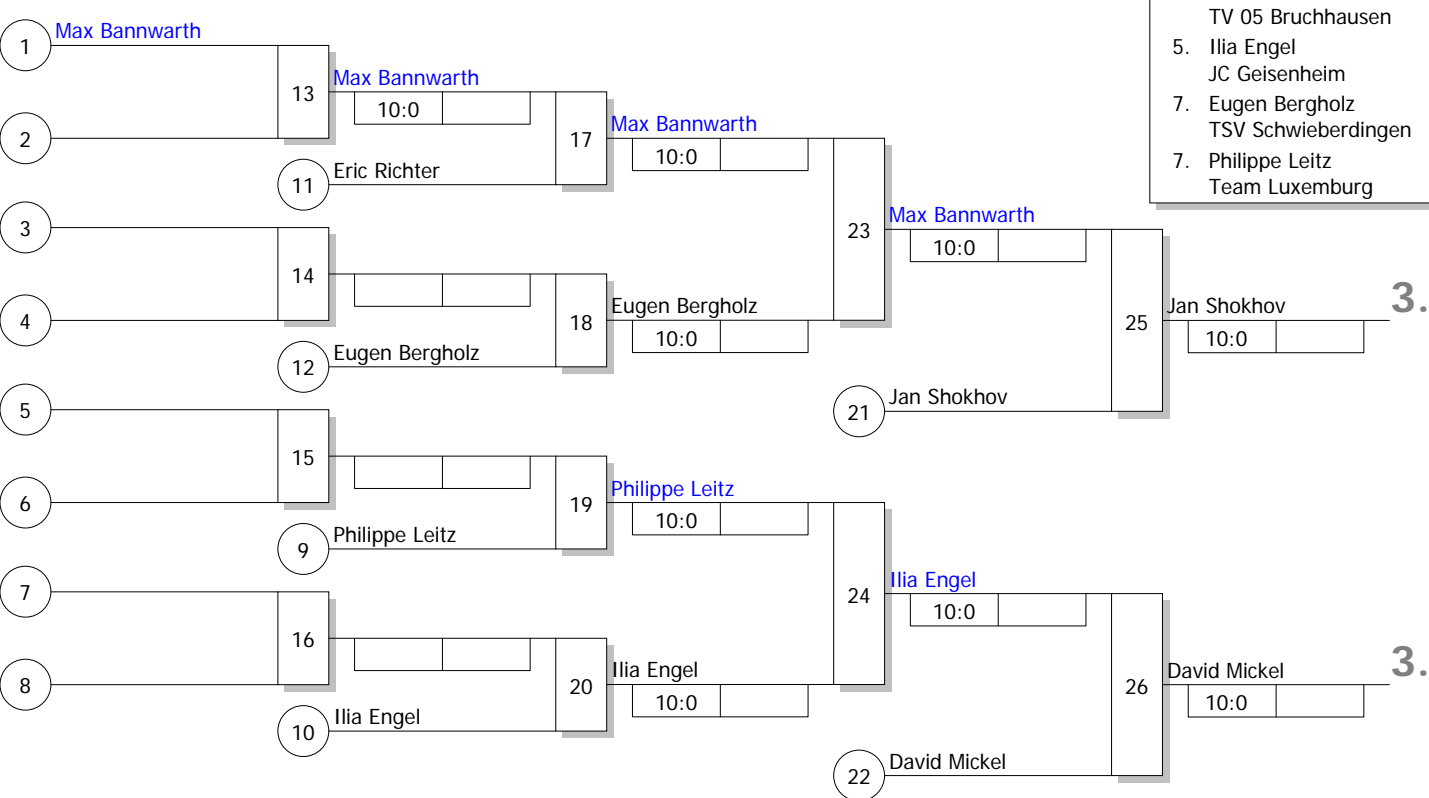 TV 05 Bruchhausen
5. Ilia Engel
JC Geisenheim
7. Eugen Bergholz
TSV Schwieberdingen
7. Philippe Leitz
Team Luxemburg
1 Max Bannwarth
13 Max Bannwarth
10:0
2
17 Max Bannwarth
10:0
11 Eric Richter
3
23 Max Bannwarth
10:0
14
4
18 Eugen Bergholz
10:0
12 Eugen Bergholz
25 Jan Shokhov 3.
10:0
5
21 Jan Shokhov
15
6
19 Philippe Leitz
10:0
9 Philippe Leitz
7
24 Ilia Engel
10:0
16
8
20 Ilia Engel
10:0
10 Ilia Engel
26 David Mickel 3.
10:0
22 David Mickel